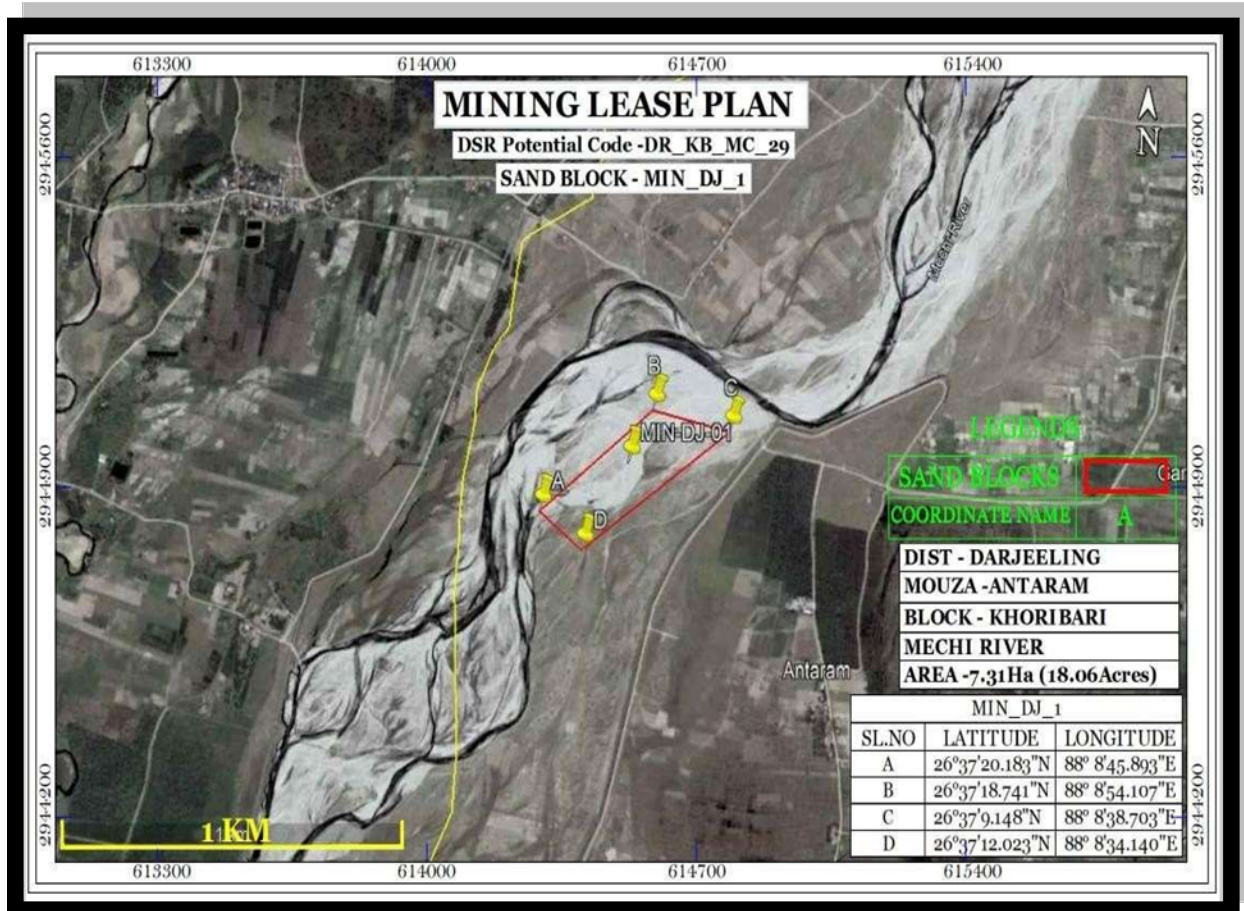 613300 614000 614700 615400
MINING LEASE PLAN
DSR Potential Code -DR_KB_MC_29
SAND BLOCK - MIN_DJ_1
N
2945600
2945600
Mechi River
B
C
MIN-DJ-01
A
D
2944900
2944900
LEGENDS
SAND BLOCKS
COORDINATE NAME A
DIST - DARJEELING
MOUZA -ANTARAM
BLOCK - KHORIBARI
MECHI RIVER
AREA -7.31Ha (18.06Acres)
Antaram
MIN_DJ_1
SL.NO LATITUDE LONGITUDE
A 26°37'20.183"N 88° 8'45.893"E
B 26°37'18.741"N 88° 8'54.107"E
C 26°37'9.148"N 88° 8'38.703"E
D 26°37'12.023"N 88° 8'34.140"E
2944200
2944200
1 KM
613300 614000 614700 615400